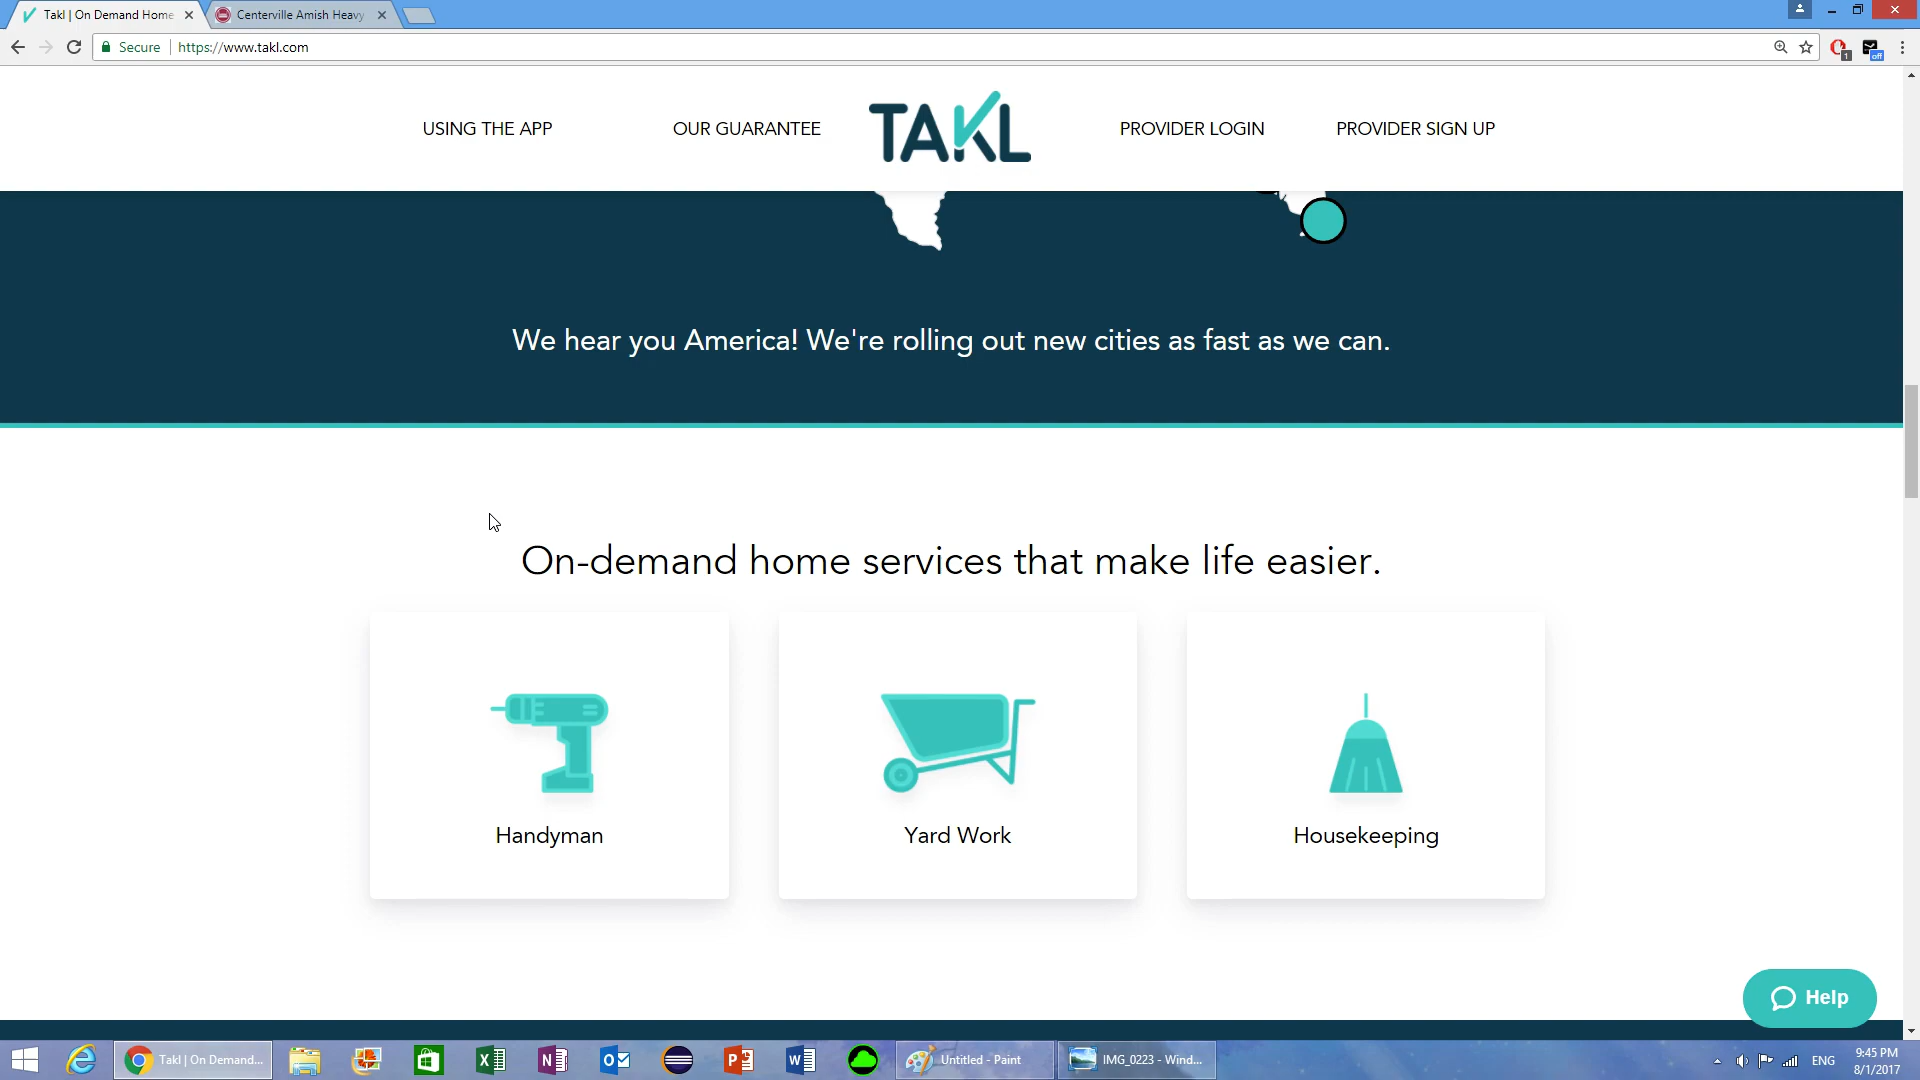 Takl | On Demand Home
Centerville Amish Heavy
Secure
https://www.takl.com
1
off
USING THE APP
OUR GUARANTEE
TAKL
PROVIDER LOGIN
PROVIDER SIGN UP
We hear you America! We're rolling out new cities as fast as we can.
On-demand home services that make life easier.
Handyman
Yard Work
Housekeeping
Help
Takl | On Demand...
Untitled - Paint
IMG_0223 - Wind...
ENG
9:45 PM
8/1/2017